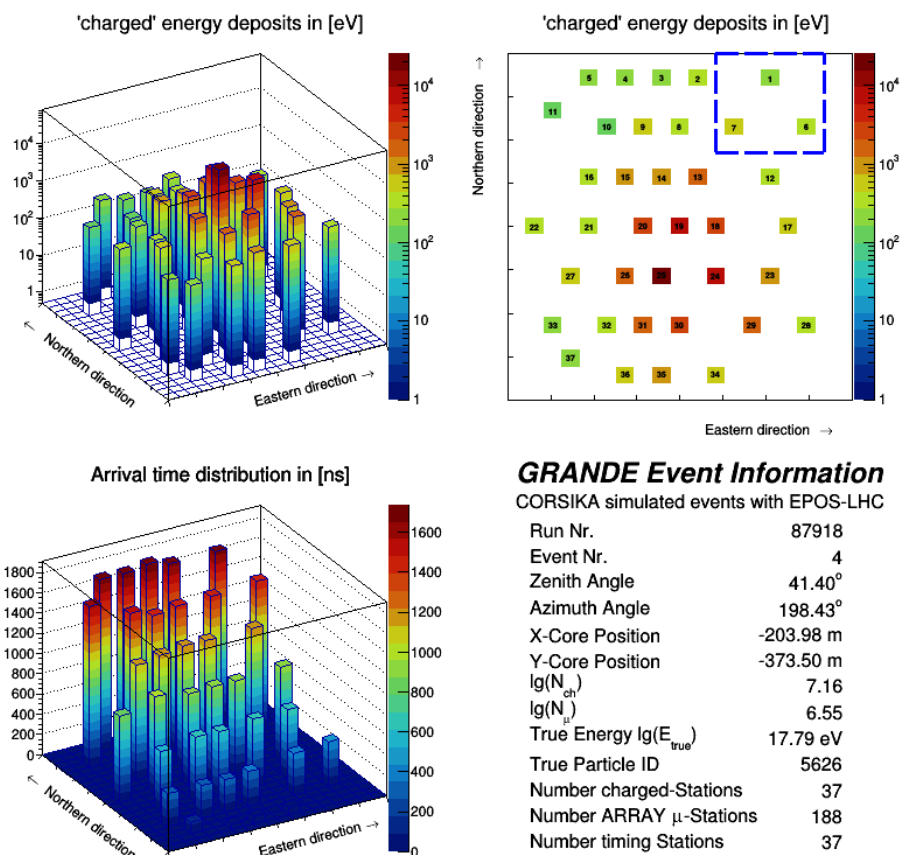 'charged' energy deposits in [eV]
10⁴
10³
10²
10
1
Northern direction →
Eastern direction →
10⁴
10³
10²
10
1
'charged' energy deposits in [eV]
Northern direction →
5 4 3 2 1
11
10 9 8 7 6
16 15 14 13 12
22 21 20 19 18 17
27 26 25 24 23
33 32 31 30 29 28
37
36 35 34
Eastern direction →
10⁴
10³
10²
10
1
Arrival time distribution in [ns]
1800
1600
1400
1200
1000
800
600
400
200
0
Northern direction →
Eastern direction →
1600
1400
1200
1000
800
600
400
200
0
GRANDE Event Information
CORSIKA simulated events with EPOS-LHC
Run Nr. 87918
Event Nr. 4
Zenith Angle 41.40°
Azimuth Angle 198.43°
X-Core Position -203.98 m
Y-Core Position -373.50 m
lg(N_ch) 7.16
lg(N_μ) 6.55
True Energy lg(E_true) 17.79 eV
True Particle ID 5626
Number charged-Stations 37
Number ARRAY μ-Stations 188
Number timing Stations 37